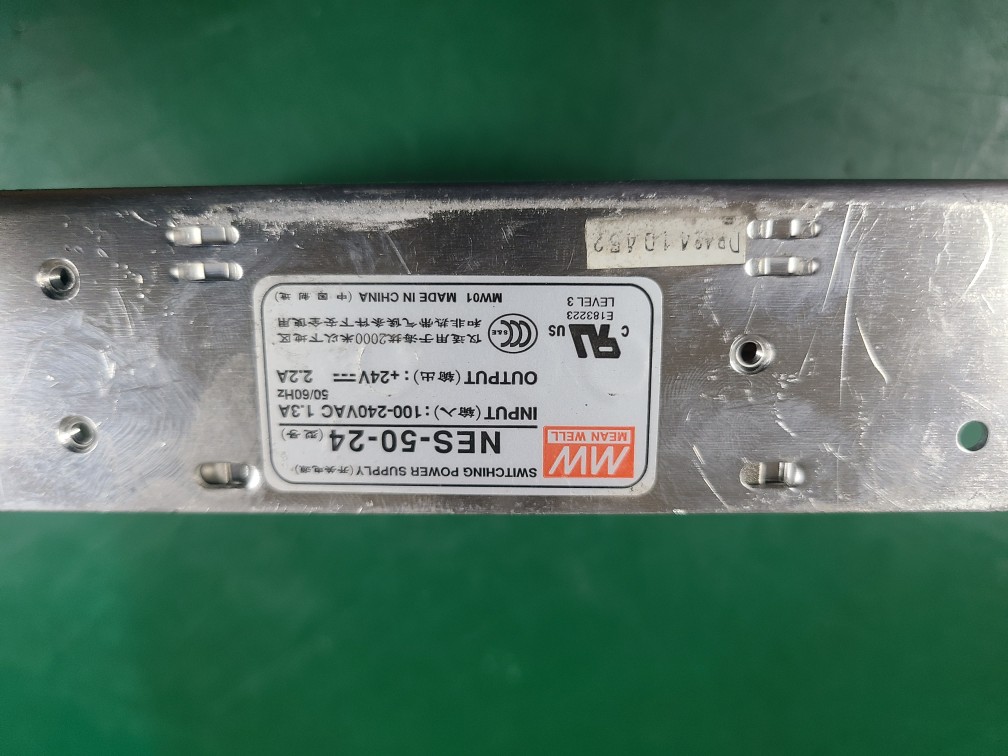 SWITCHING POWER SUPPLY (开关电源)
MW
MEAN WELL
NES-50-24 (型号)
INPUT (输入) : 100-240VAC 1.3A
50/60Hz
OUTPUT (输出) : +24V⎓ 2.2A
仅适用于海拔2000米以下地区
和非热带气候条件下安全使用
CCC
S&E
C US
E183223
LEVEL 3
MW01 MADE IN CHINA (中国制造)